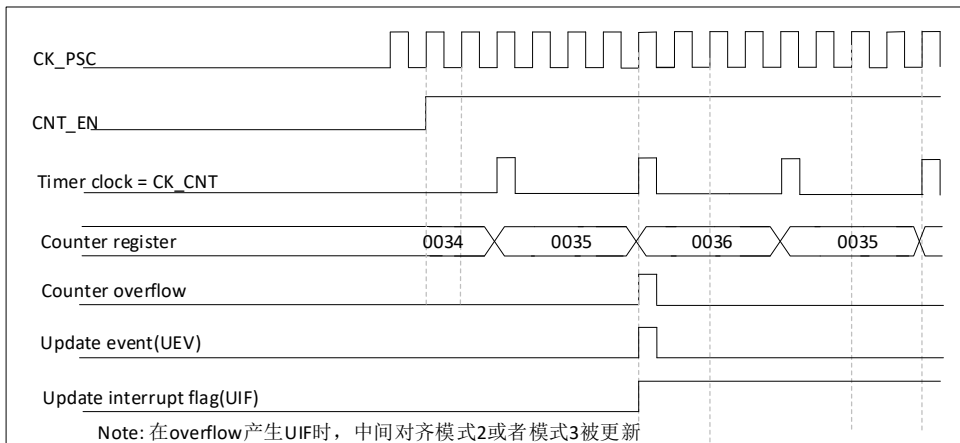 CK_PSC
CNT_EN
Timer clock = CK_CNT
Counter register 0034 0035 0036 0035
Counter overflow
Update event(UEV)
Update interrupt flag(UIF)
Note: 在overflow产生UIF时，中间对齐模式2或者模式3被更新